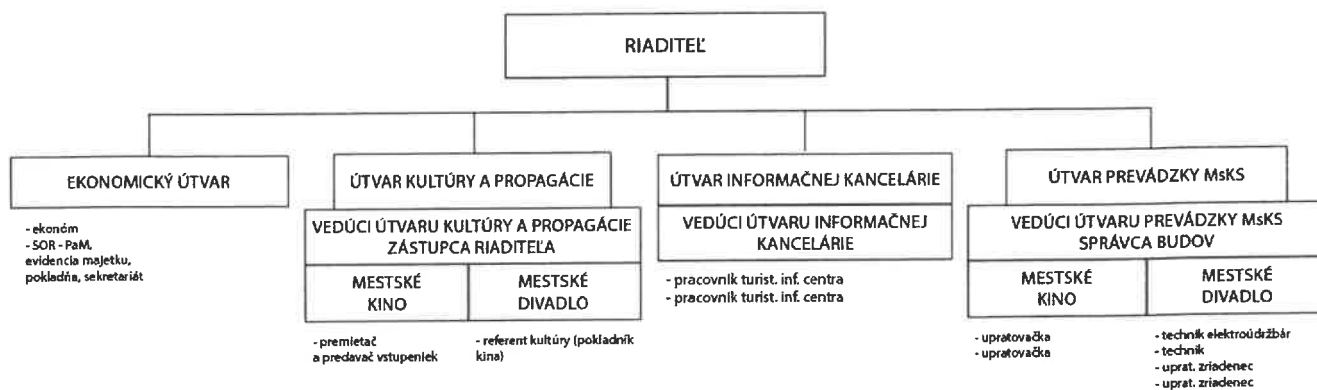 RIADITEĽ
EKONOMICKÝ ÚTVAR
- ekonóm
- SOR - PaM,
evidencia majetku,
pokladňa, sekretariát
ÚTVAR KULTÚRY A PROPAGÁCIE
VEDÚCI ÚTVARU KULTÚRY A PROPAGÁCIE
ZÁSTUPCA RIADITEĽA
MESTSKÉ
KINO
- premietač
a predavač vstupeniek
MESTSKÉ
DIVADLO
- referent kultúry (pokladník
kina)
ÚTVAR INFORMAČNEJ KANCELÁRIE
VEDÚCI ÚTVARU INFORMAČNEJ
KANCELÁRIE
- pracovník turist. inf. centra
- pracovník turist. inf. centra
ÚTVAR PREVÁDZKY MsKS
VEDÚCI ÚTVARU PREVÁDZKY MsKS
SPRÁVCA BUDOV
MESTSKÉ
KINO
- upratovačka
- upratovačka
MESTSKÉ
DIVADLO
- technik elektroúdržbár
- technik
- uprat. zriadenec
- uprat. zriadenec